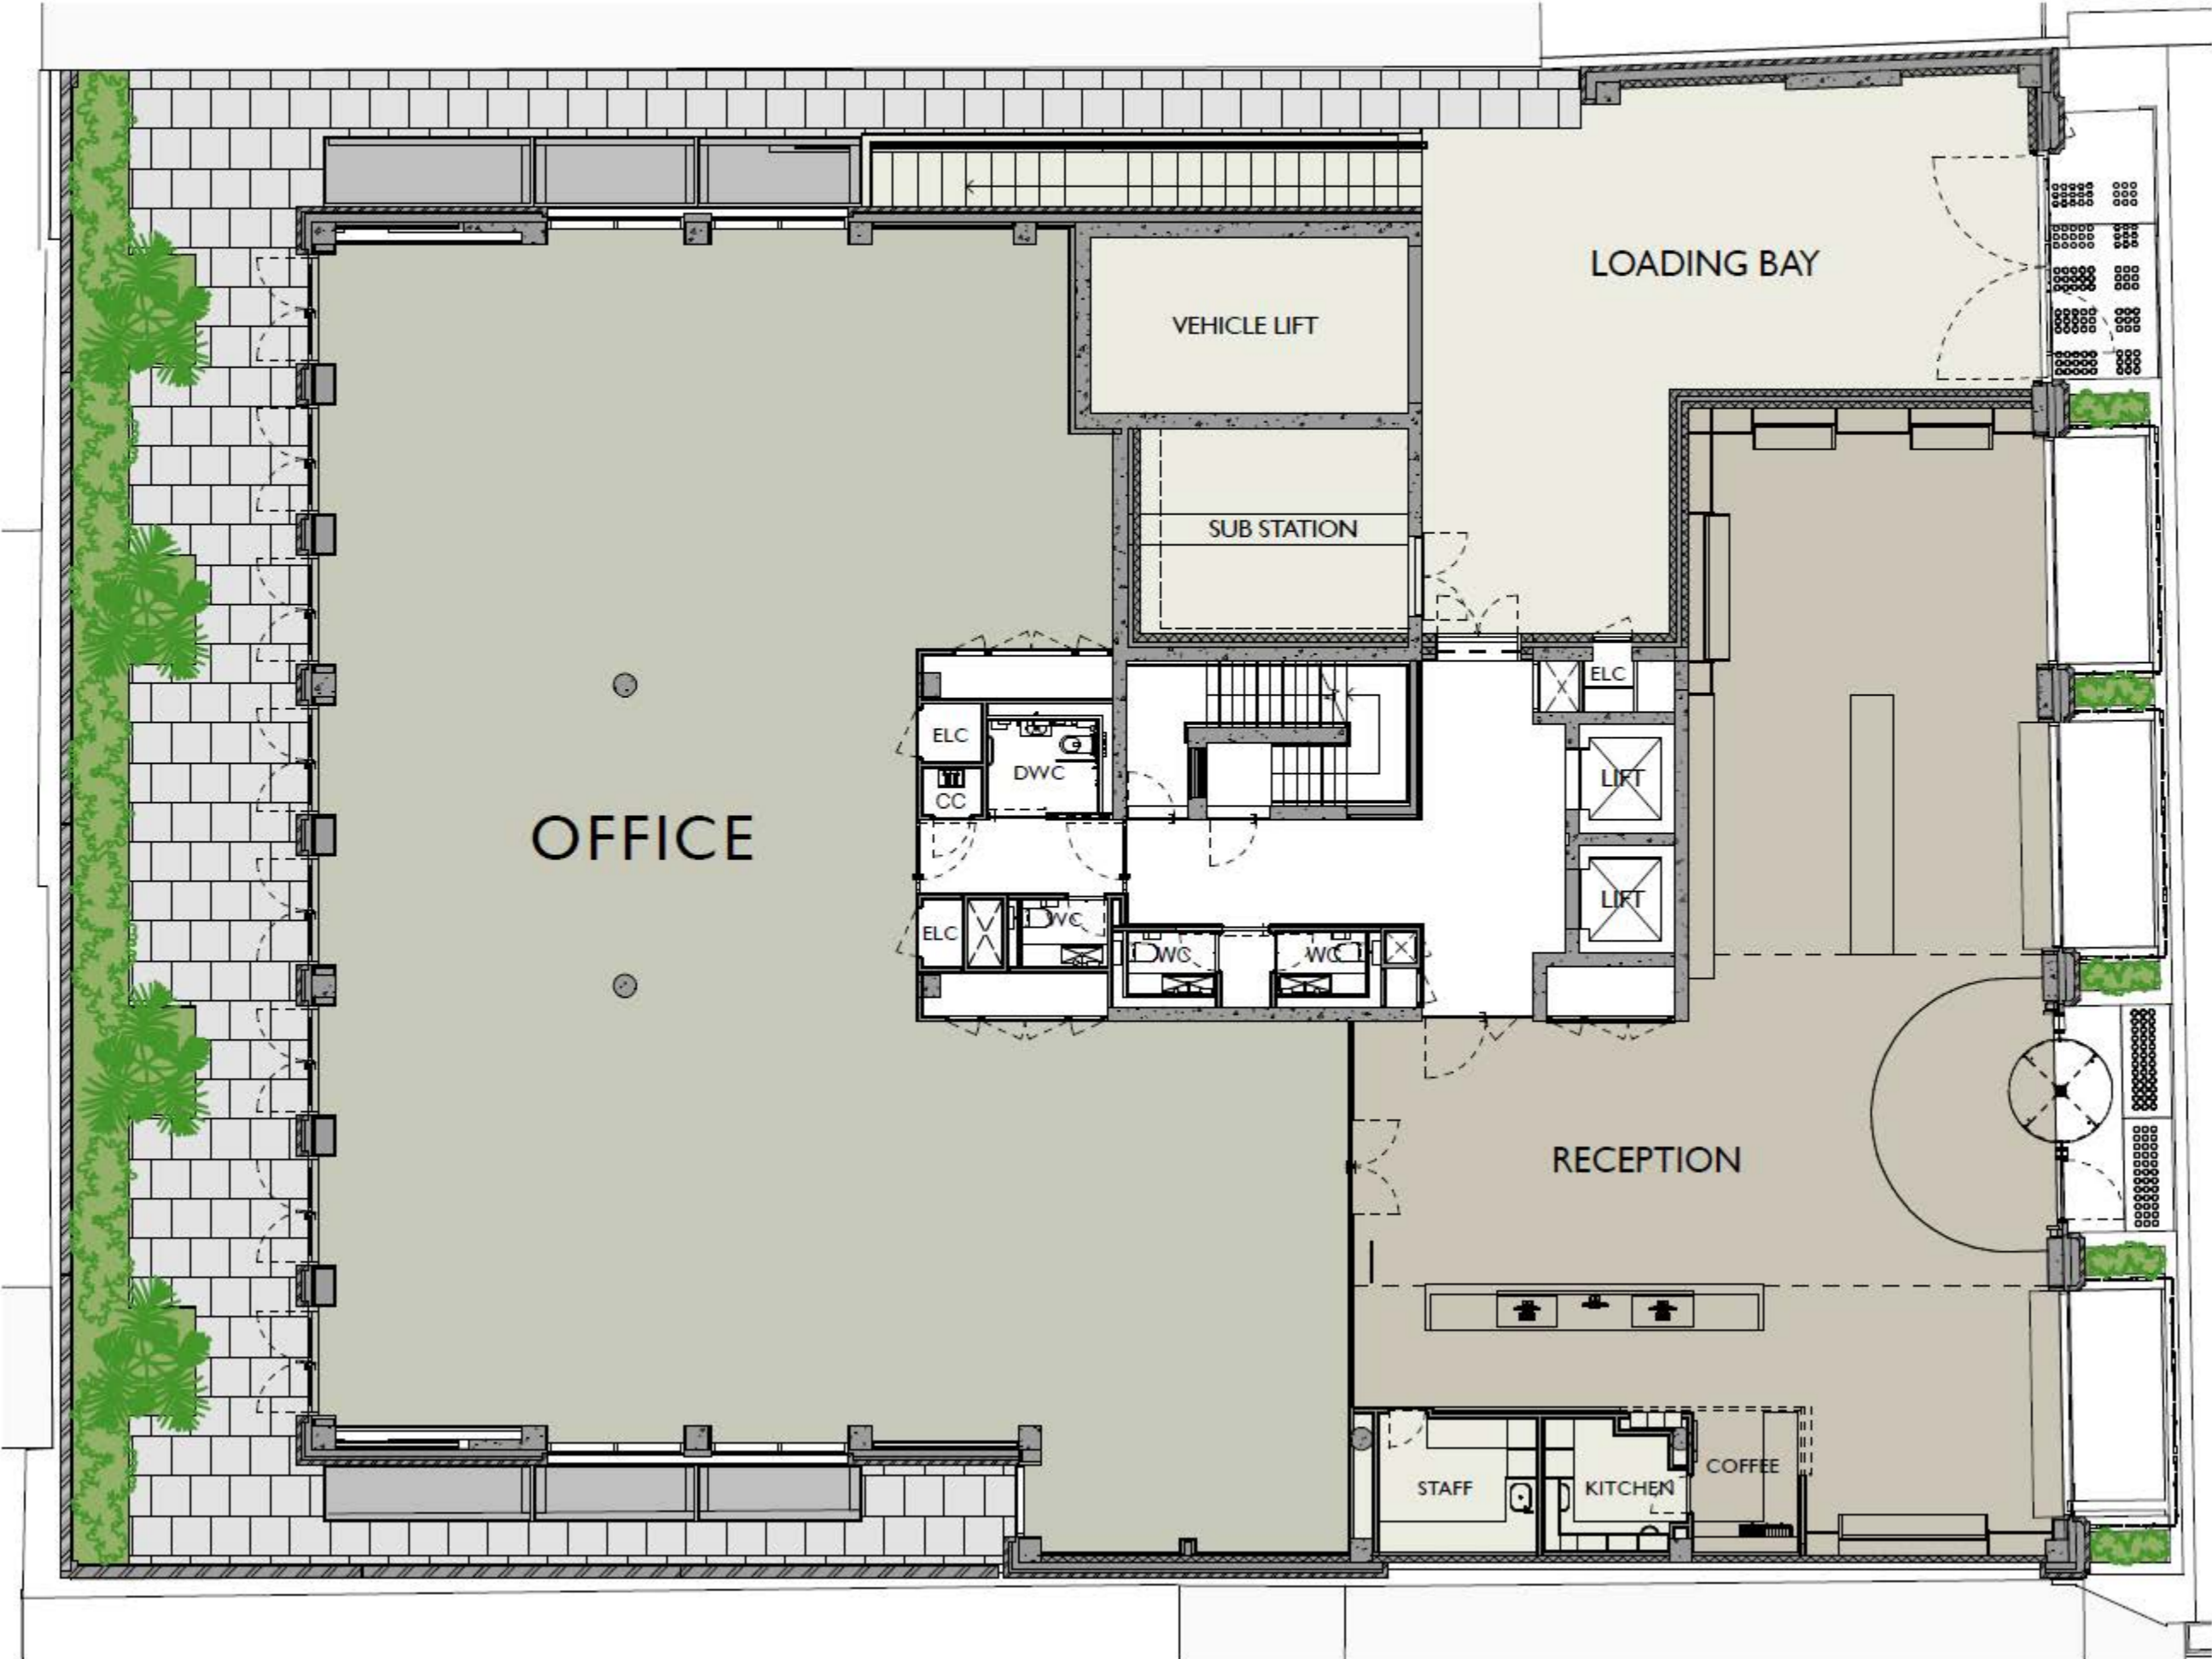 LOADING BAY
VEHICLE LIFT
SUB STATION
ELC
ELC
DWC
LIFT
CC
OFFICE
LIFT
WC
ELC
WC
WC
RECEPTION
COFFEE
STAFF
KITCHEN